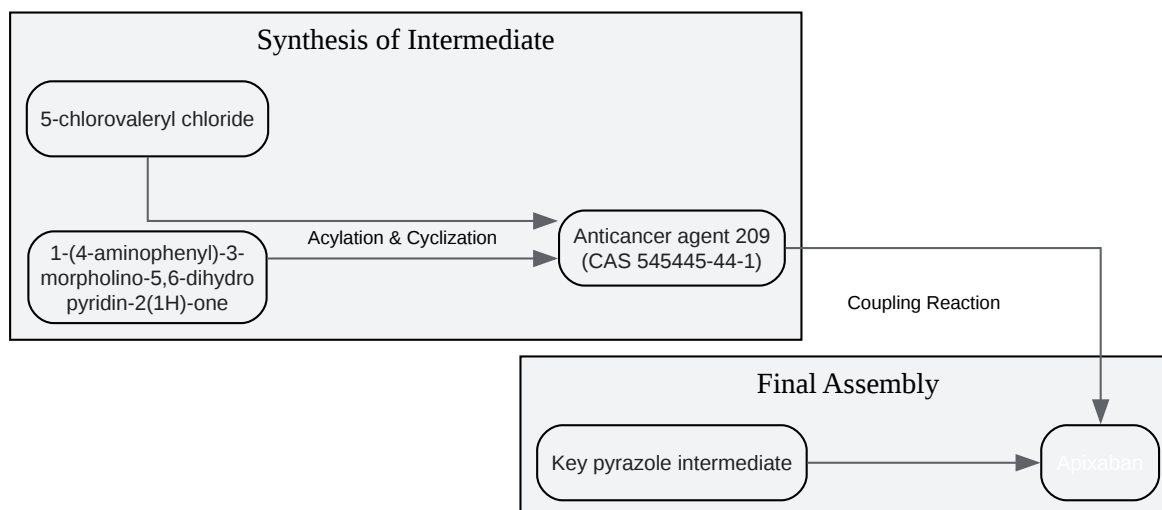 Synthesis of Intermediate
5-chlorovaleryl chloride
1-(4-aminophenyl)-3-
morpholino-5,6-dihydro
pyridin-2(1H)-one
Acylation & Cyclization
Anticancer agent 209
(CAS 545445-44-1)
Coupling Reaction
Final Assembly
Key pyrazole intermediate
Apixaban